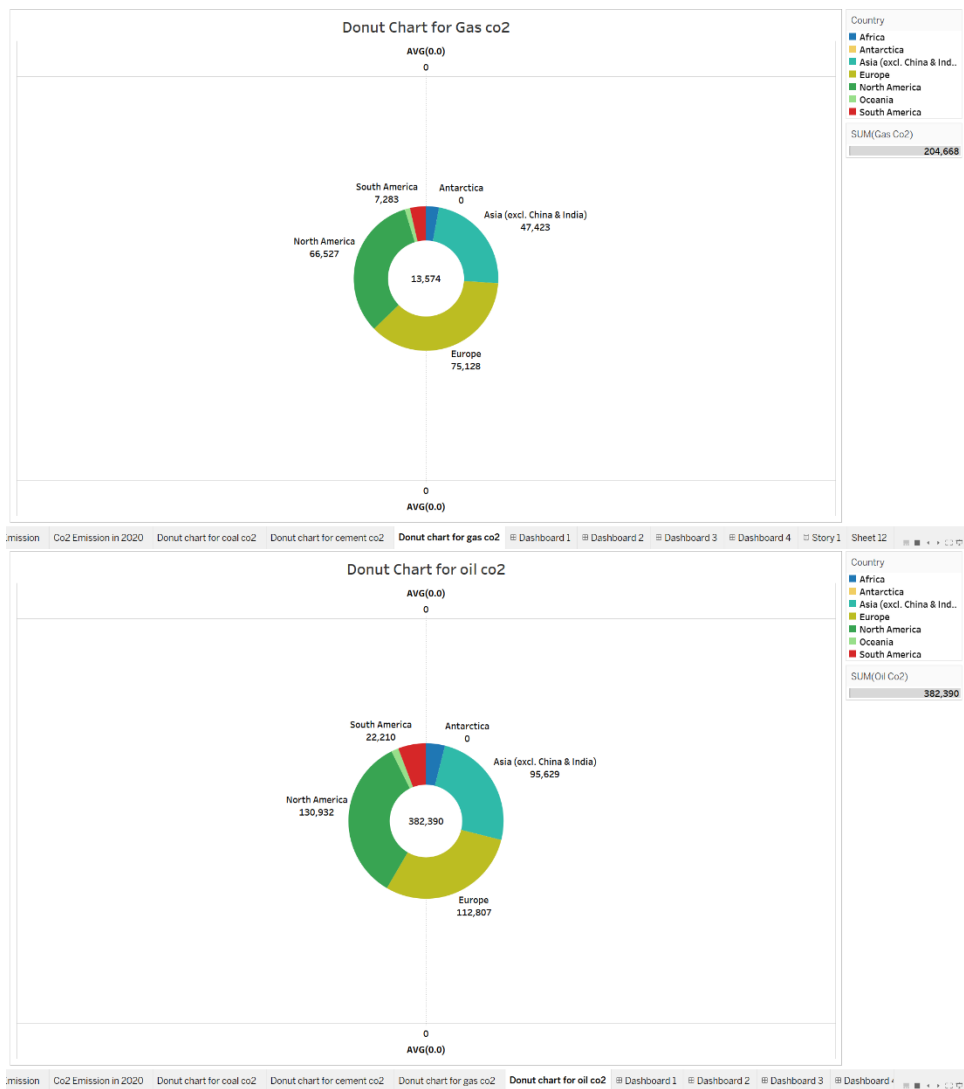 Donut Chart for Gas co2
AVG(0.0)
0
South America
7,283
Antarctica
0
Asia (excl. China & India)
47,423
North America
66,527
13,574
Europe
75,128
0
AVG(0.0)
Country
Africa
Antarctica
Asia (excl. China & Ind..
Europe
North America
Oceania
South America
SUM(Gas Co2)
204,668
mission Co2 Emission in 2020 Donut chart for coal co2 Donut chart for cement co2 Donut chart for gas co2 Dashboard 1 Dashboard 2 Dashboard 3 Dashboard 4 Story 1 Sheet 12
Donut Chart for oil co2
AVG(0.0)
0
South America
22,210
Antarctica
0
Asia (excl. China & India)
95,629
North America
130,932
382,390
Europe
112,807
0
AVG(0.0)
Country
Africa
Antarctica
Asia (excl. China & Ind..
Europe
North America
Oceania
South America
SUM(Oil Co2)
382,390
mission Co2 Emission in 2020 Donut chart for coal co2 Donut chart for cement co2 Donut chart for gas co2 Donut chart for oil co2 Dashboard 1 Dashboard 2 Dashboard 3 Dashboard